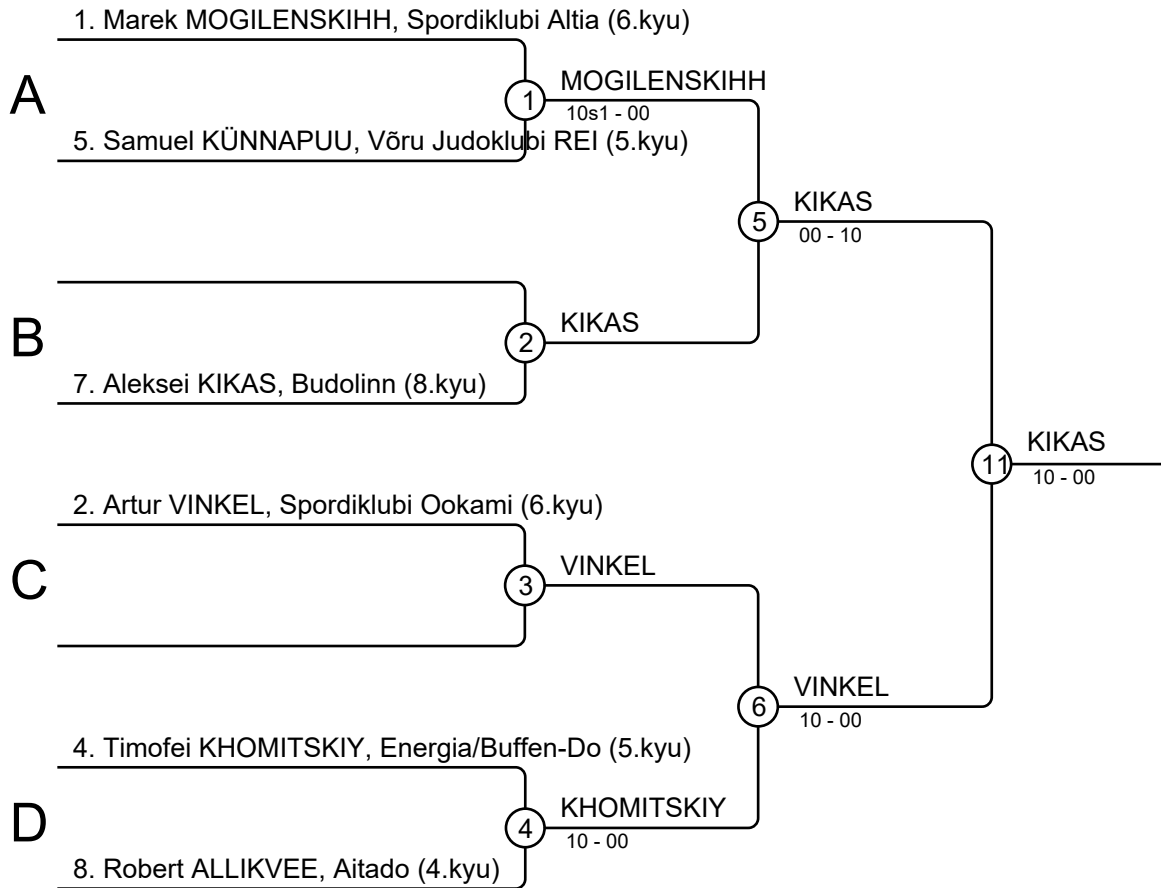 1. Marek MOGILENSKIHH, Spordiklubi Altia (6.kyu)
A
1
MOGILENSKIHH
10s1 - 00
5. Samuel KÜNNAPUU, Võru Judoklubi REI (5.kyu)
5
KIKAS
00 - 10
B
2
KIKAS
7. Aleksei KIKAS, Budolinn (8.kyu)
11
KIKAS
10 - 00
2. Artur VINKEL, Spordiklubi Ookami (6.kyu)
C
3
VINKEL
6
VINKEL
10 - 00
4. Timofei KHOMITSKIY, Energia/Buffen-Do (5.kyu)
D
4
KHOMITSKIY
10 - 00
8. Robert ALLIKVEE, Aitado (4.kyu)